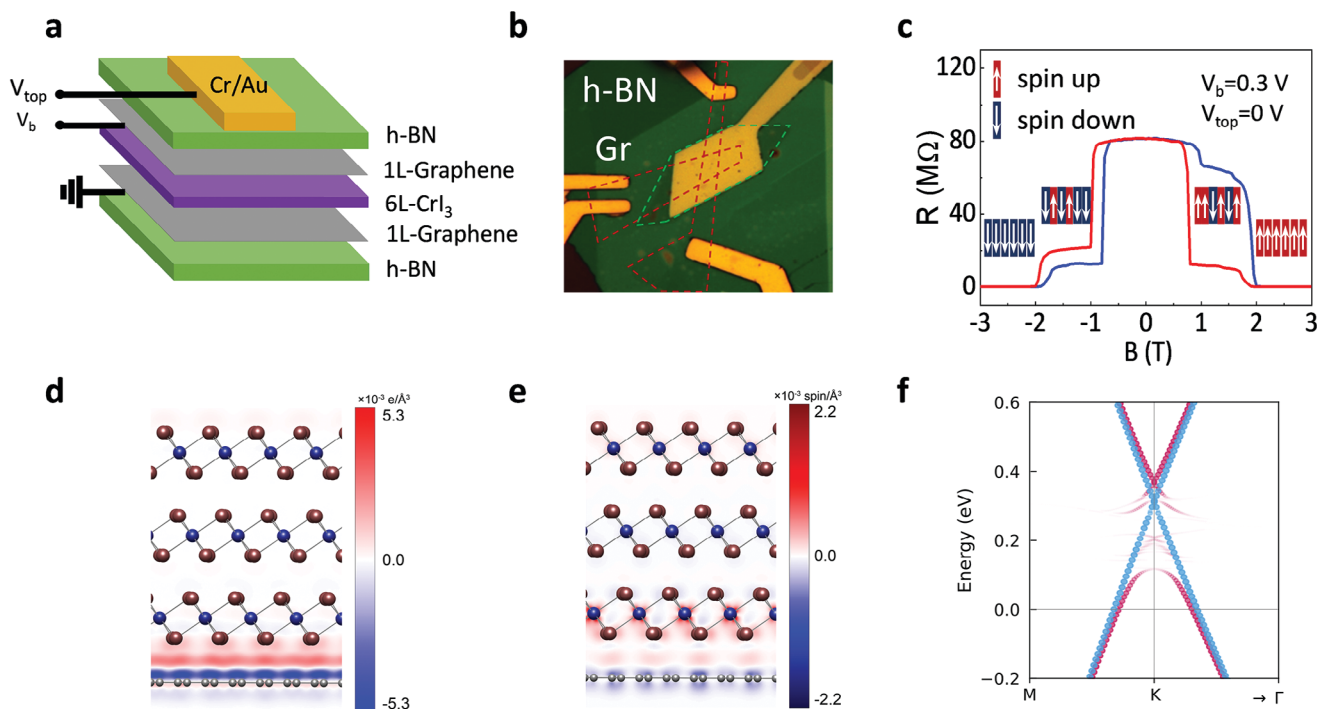 a
Cr/Au
V_top
V_b
h-BN
1L-Graphene
6L-CrI₃
1L-Graphene
h-BN
b
h-BN
Gr
c
R (MΩ)
120
80
40
0
spin up
spin down
V_b=0.3 V
V_top=0 V
-3 -2 -1 0 1 2 3
B (T)
d
×10⁻³ e/Å³
5.3
0.0
-5.3
e
×10⁻³ spin/Å³
2.2
0.0
-2.2
f
Energy (eV)
0.6
0.4
0.2
0.0
−0.2
M K → Γ